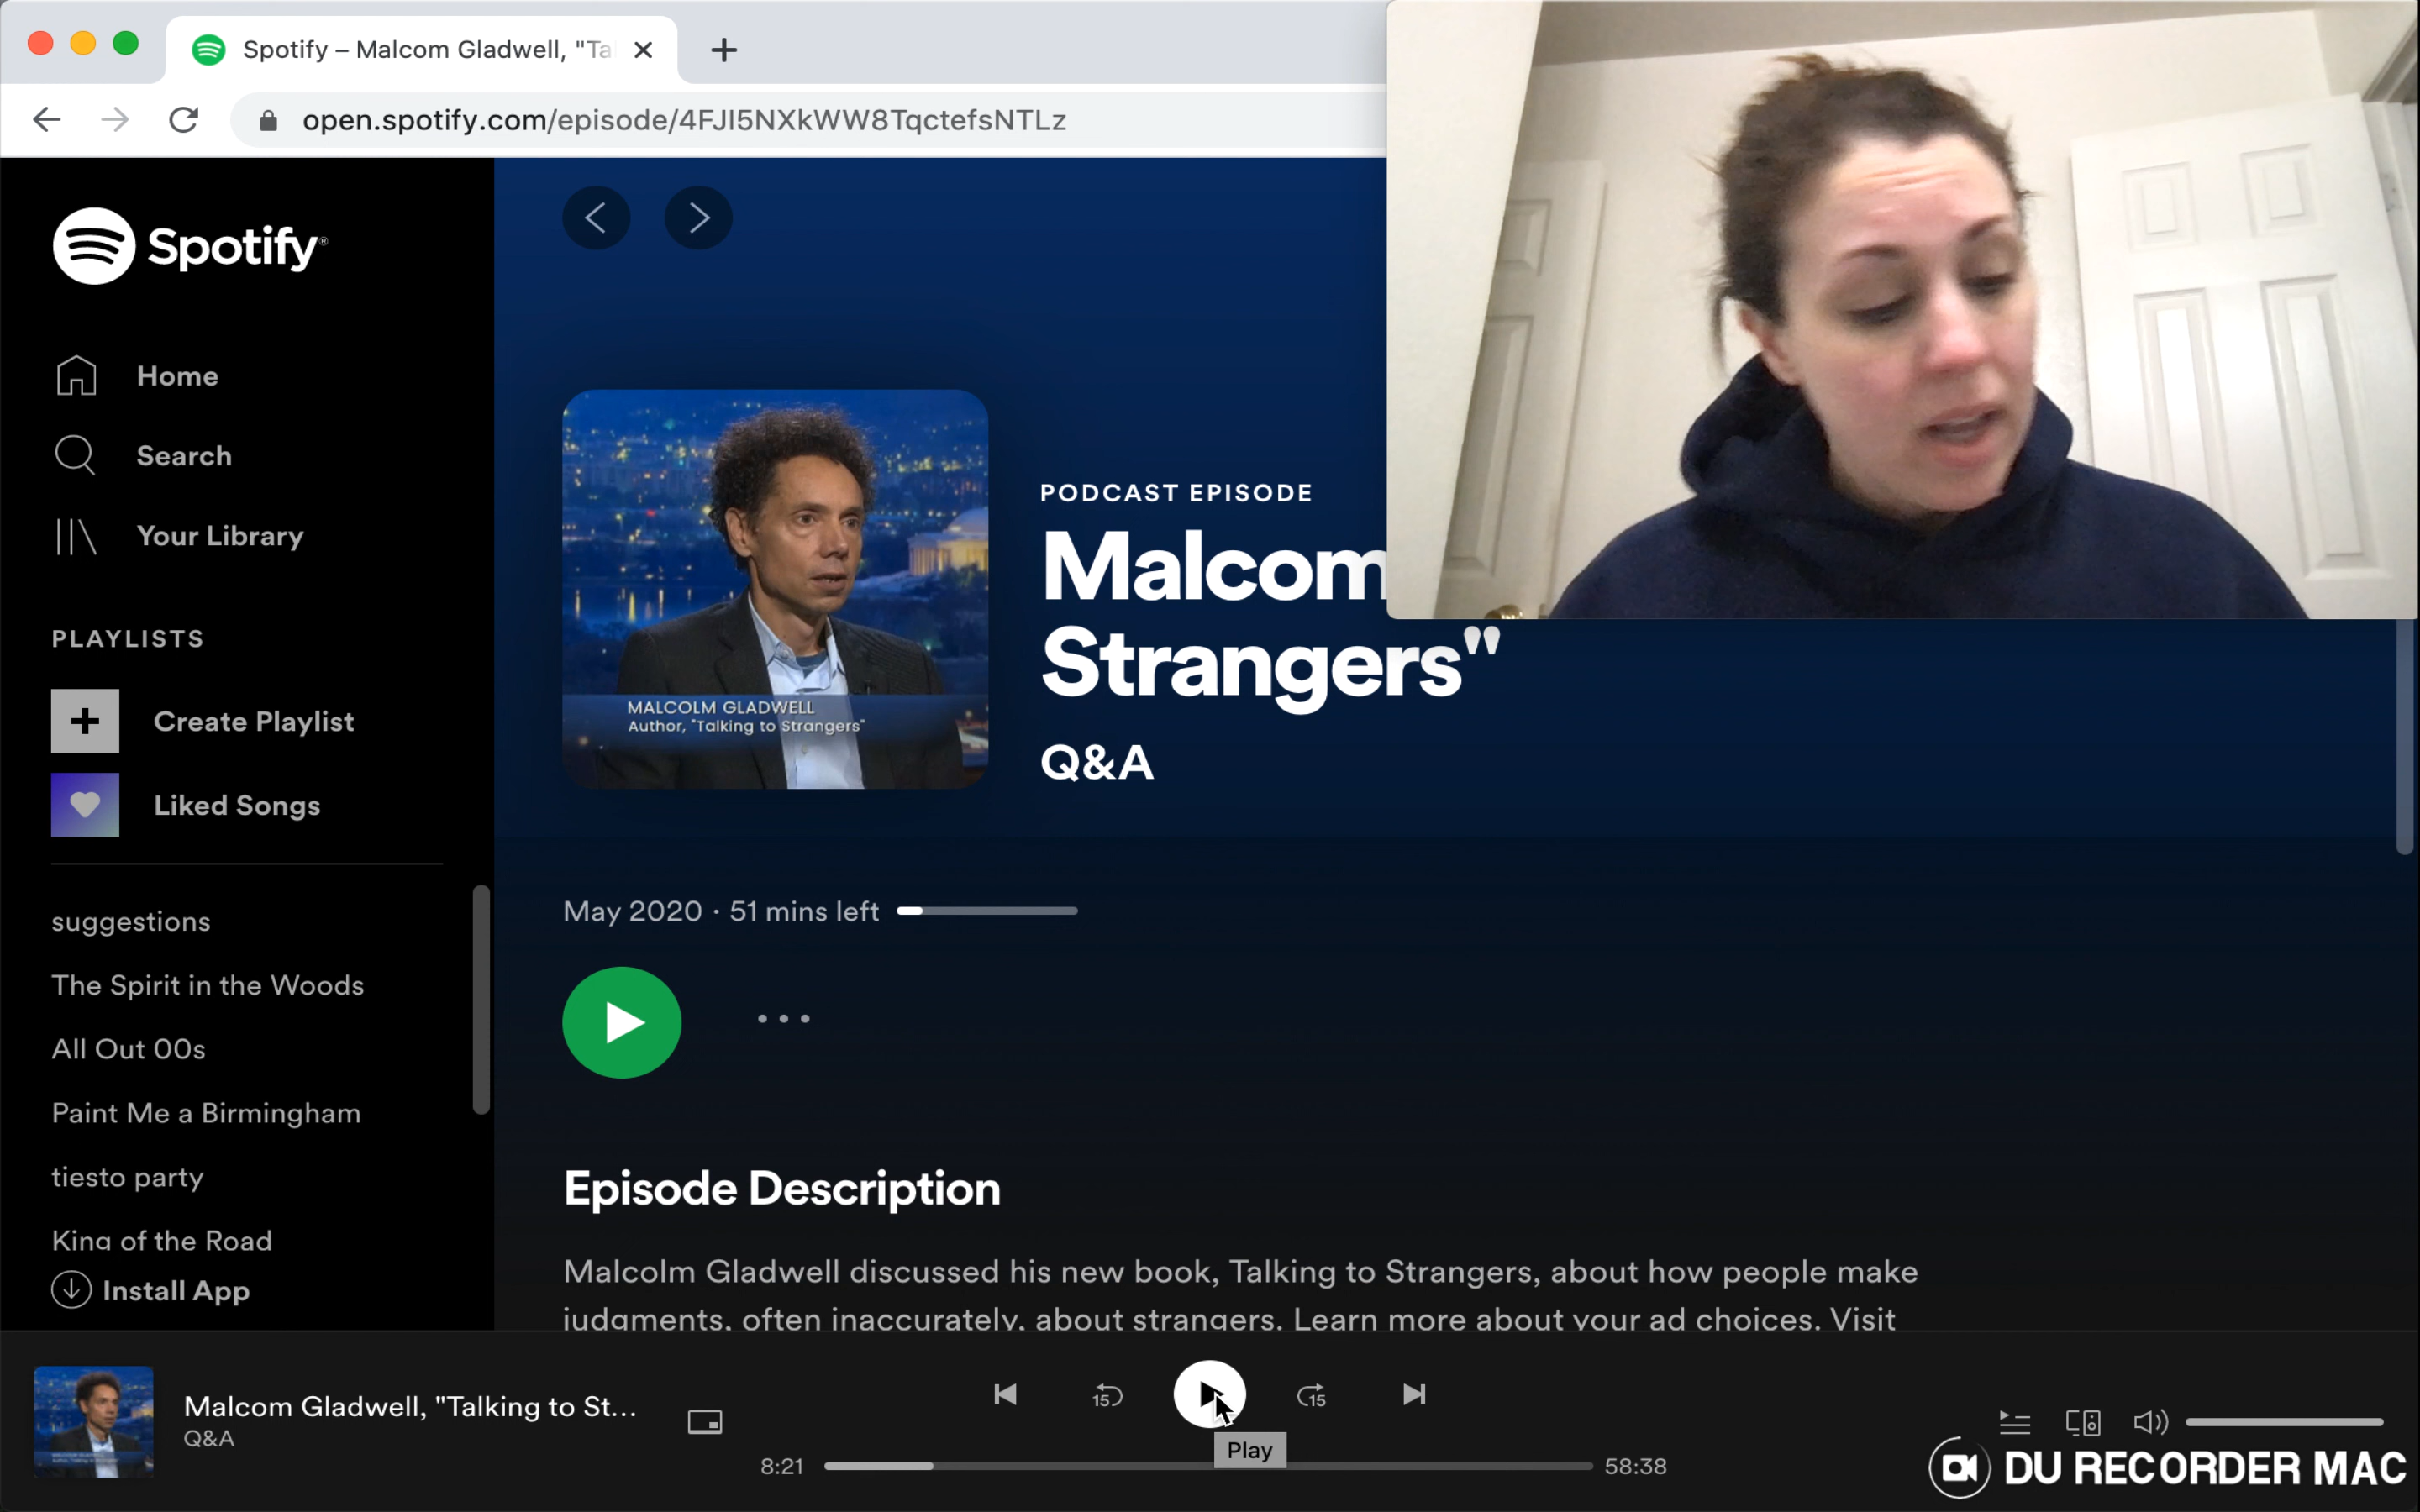 Spotify – Malcom Gladwell, "Ta
open.spotify.com/episode/4FJI5NXkWW8TqctefsNTLz
Spotify®
Home
Search
Your Library
PLAYLISTS
Create Playlist
Liked Songs
suggestions
The Spirit in the Woods
All Out 00s
Paint Me a Birmingham
tiesto party
King of the Road
Install App
MALCOLM GLADWELL
Author, "Talking to Strangers"
PODCAST EPISODE
Malcom
Strangers"
Q&A
May 2020 · 51 mins left
Episode Description
Malcolm Gladwell discussed his new book, Talking to Strangers, about how people make
judgments, often inaccurately, about strangers. Learn more about your ad choices. Visit
Malcom Gladwell, "Talking to St...
Q&A
15
15
Play
8:21
58:38
DU RECORDER MAC